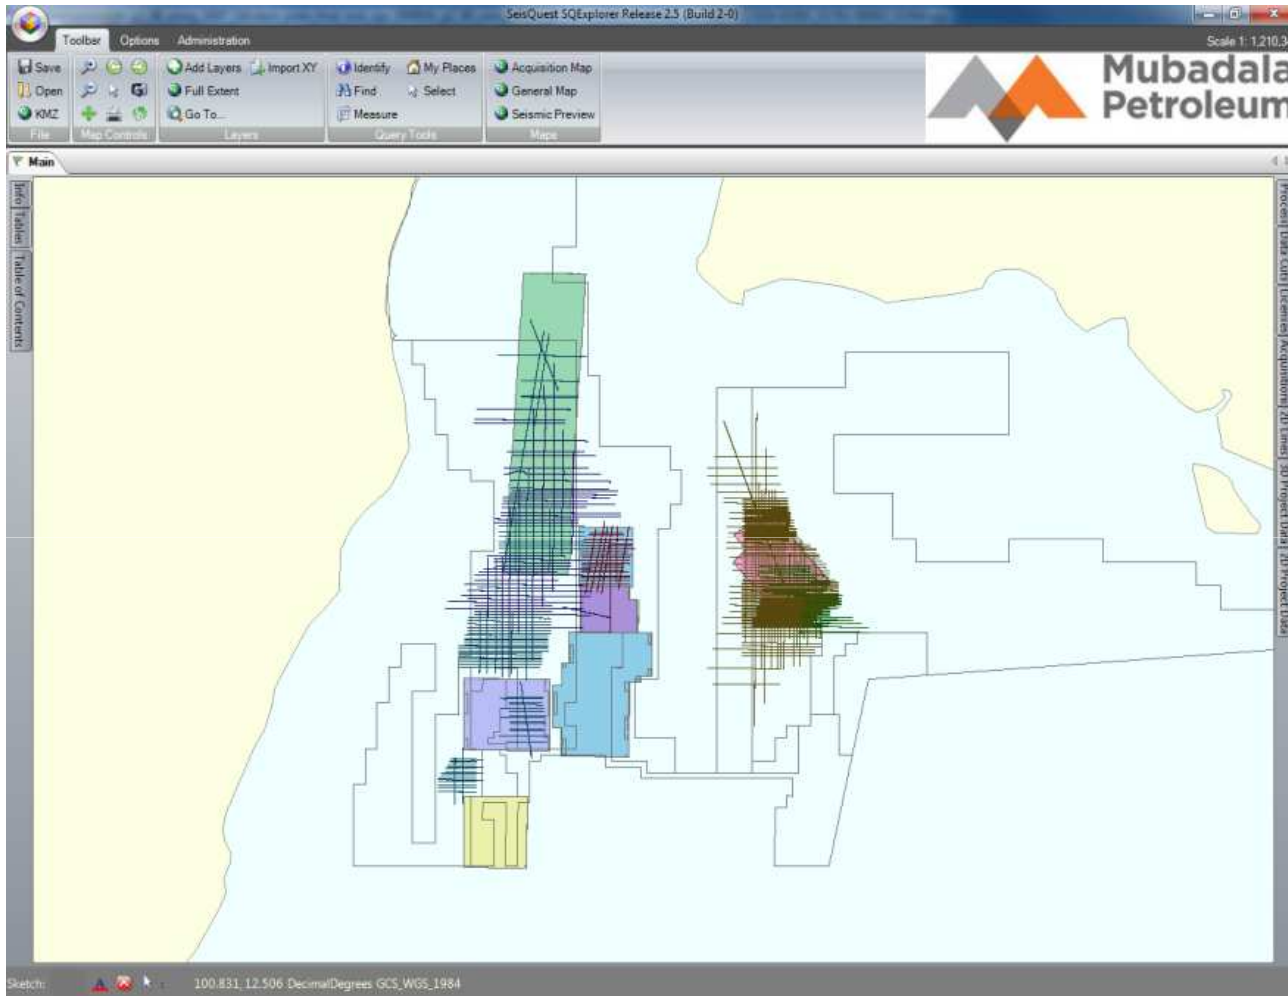 SeisQuest SQExplorer Release 2.5 (Build 2-0)
Toolbar Options Administration
Scale 1: 1,210,3
Save Add Layers Import XY Identify My Places Acquisition Map
Open Full Extent Find Select General Map
KMZ Go To... Measure Seismic Preview
File Map Controls Layers Query Tools Maps
Mubadala
Petroleum
Main
Info Tables
Table of Contents
Process
Data Cuts
Licenses
Acquisitions
2D Lines
3D Project Data
2D Project Data
Sketch:
100.831, 12.506 DecimalDegrees GCS_WGS_1984